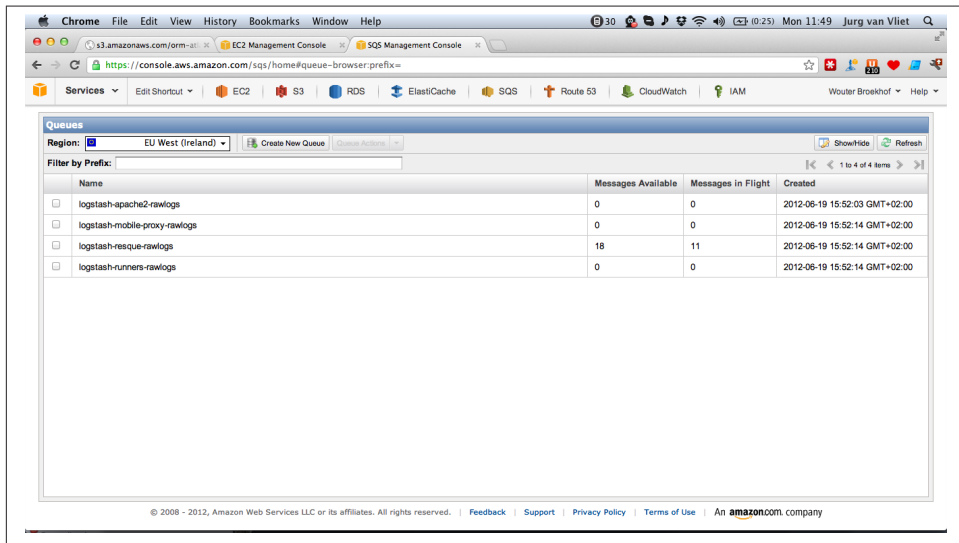 Chrome File Edit View History Bookmarks Window Help 30 (0:25) Mon 11:49 Jurg van Vliet
s3.amazonaws.com/orm-at EC2 Management Console SQS Management Console
https://console.aws.amazon.com/sqs/home#queue-browser:prefix= 210
Services Edit Shortcut EC2 S3 RDS ElastiCache SQS Route 53 CloudWatch IAM Wouter Broekhof Help
Queues
Region: EU West (Ireland) Create New Queue Queue Actions Show/Hide Refresh
Filter by Prefix: 1 to 4 of 4 items
Name Messages Available Messages in Flight Created
logstash-apache2-rawlogs 0 0 2012-06-19 15:52:03 GMT+02:00
logstash-mobile-proxy-rawlogs 0 0 2012-06-19 15:52:14 GMT+02:00
logstash-resque-rawlogs 18 11 2012-06-19 15:52:14 GMT+02:00
logstash-runners-rawlogs 0 0 2012-06-19 15:52:14 GMT+02:00
© 2008 - 2012, Amazon Web Services LLC or its affiliates. All rights reserved. | Feedback | Support | Privacy Policy | Terms of Use | An amazon.com. company